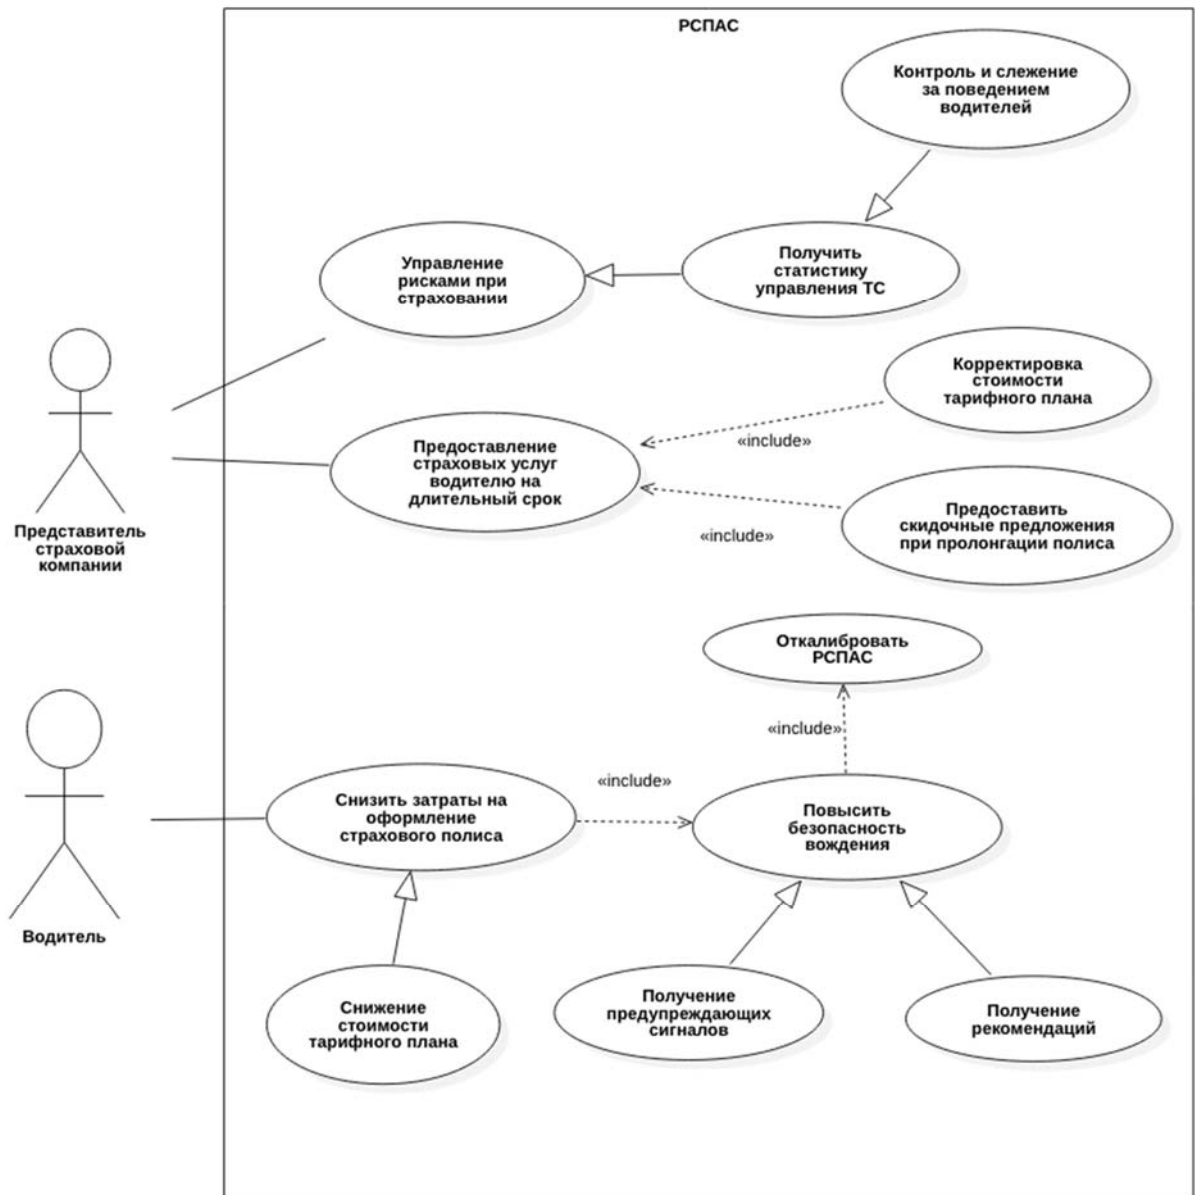 РСПАС
Контроль и слежение
за поведением
водителей
Управление
рисками при
страховании
Получить
статистику
управления ТС
Корректировка
стоимости
тарифного плана
«include»
Предоставление
страховых услуг
водителю на
длительный срок
Предоставить
скидочные предложения
при пролонгации полиса
«include»
Представитель
страховой
компании
Откалибровать
РСПАС
«include»
«include»
Снизить затраты на
оформление
страхового полиса
Повысить
безопасность
вождения
Водитель
Снижение
стоимости
тарифного плана
Получение
предупреждающих
сигналов
Получение
рекомендаций